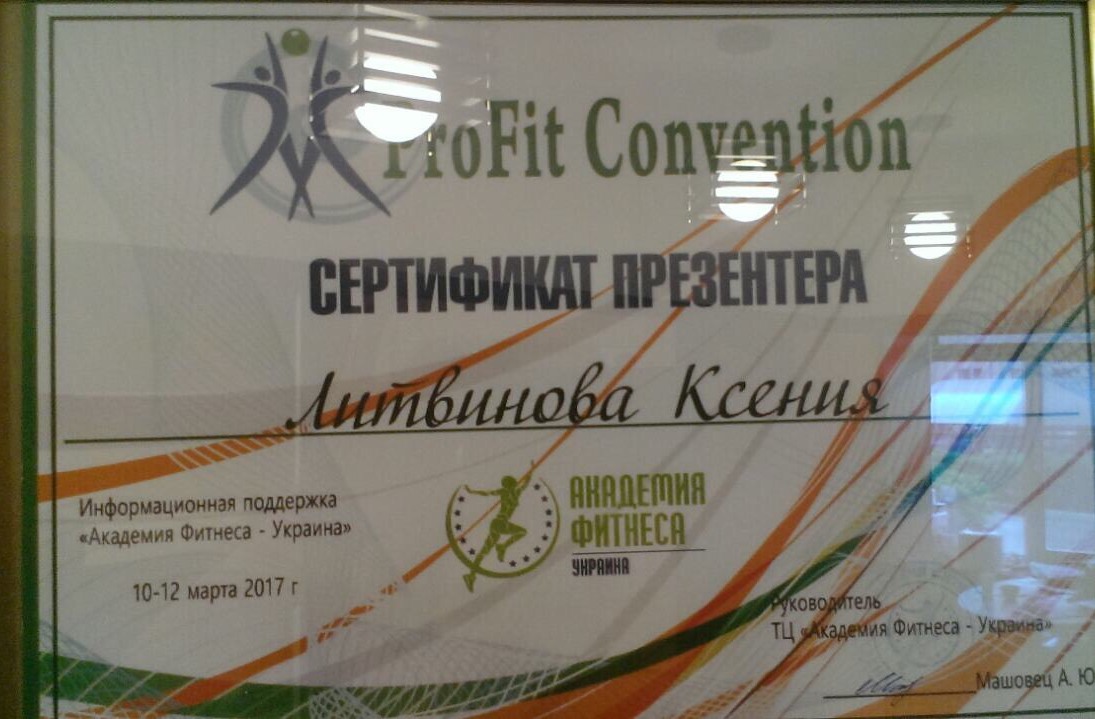 ProFit Convention
СЕРТИФИКАТ ПРЕЗЕНТЕРА
Литвинова Ксения
Информационная поддержка
«Академия Фитнеса - Украина»
10-12 марта 2017 г
АКАДЕМИЯ
ФИТНЕСА
УКРАИНА
Руководитель
ТЦ «Академия Фитнеса - Украина»
Машовец А. Ю